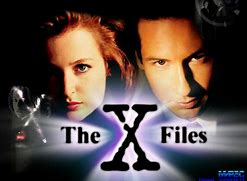 The X Files